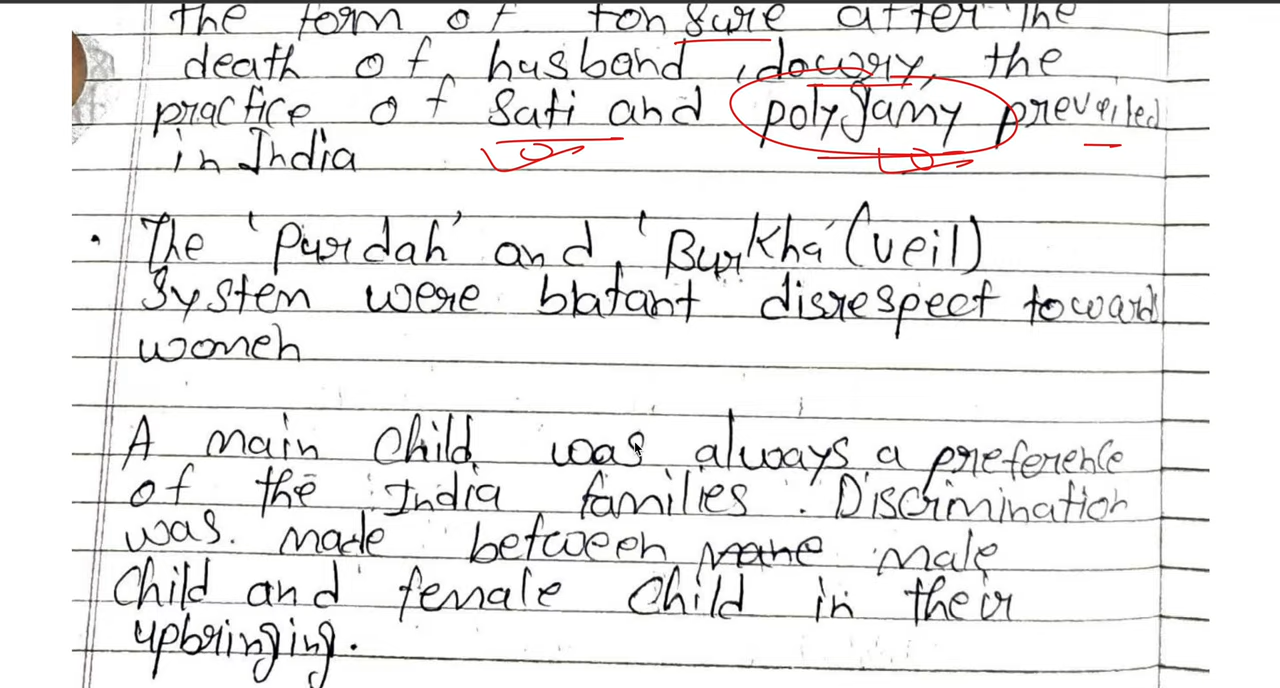 the form of tonsure after the
death of husband, dowry, the
practice of Sati and polygamy prevailed
in India
• The 'Purdah' and 'Burkha' (veil)
System were blatant disrespect toward
women
A main child was always a preference
of the India families. Discrimination
was made between male
child and female child in their
upbringing.